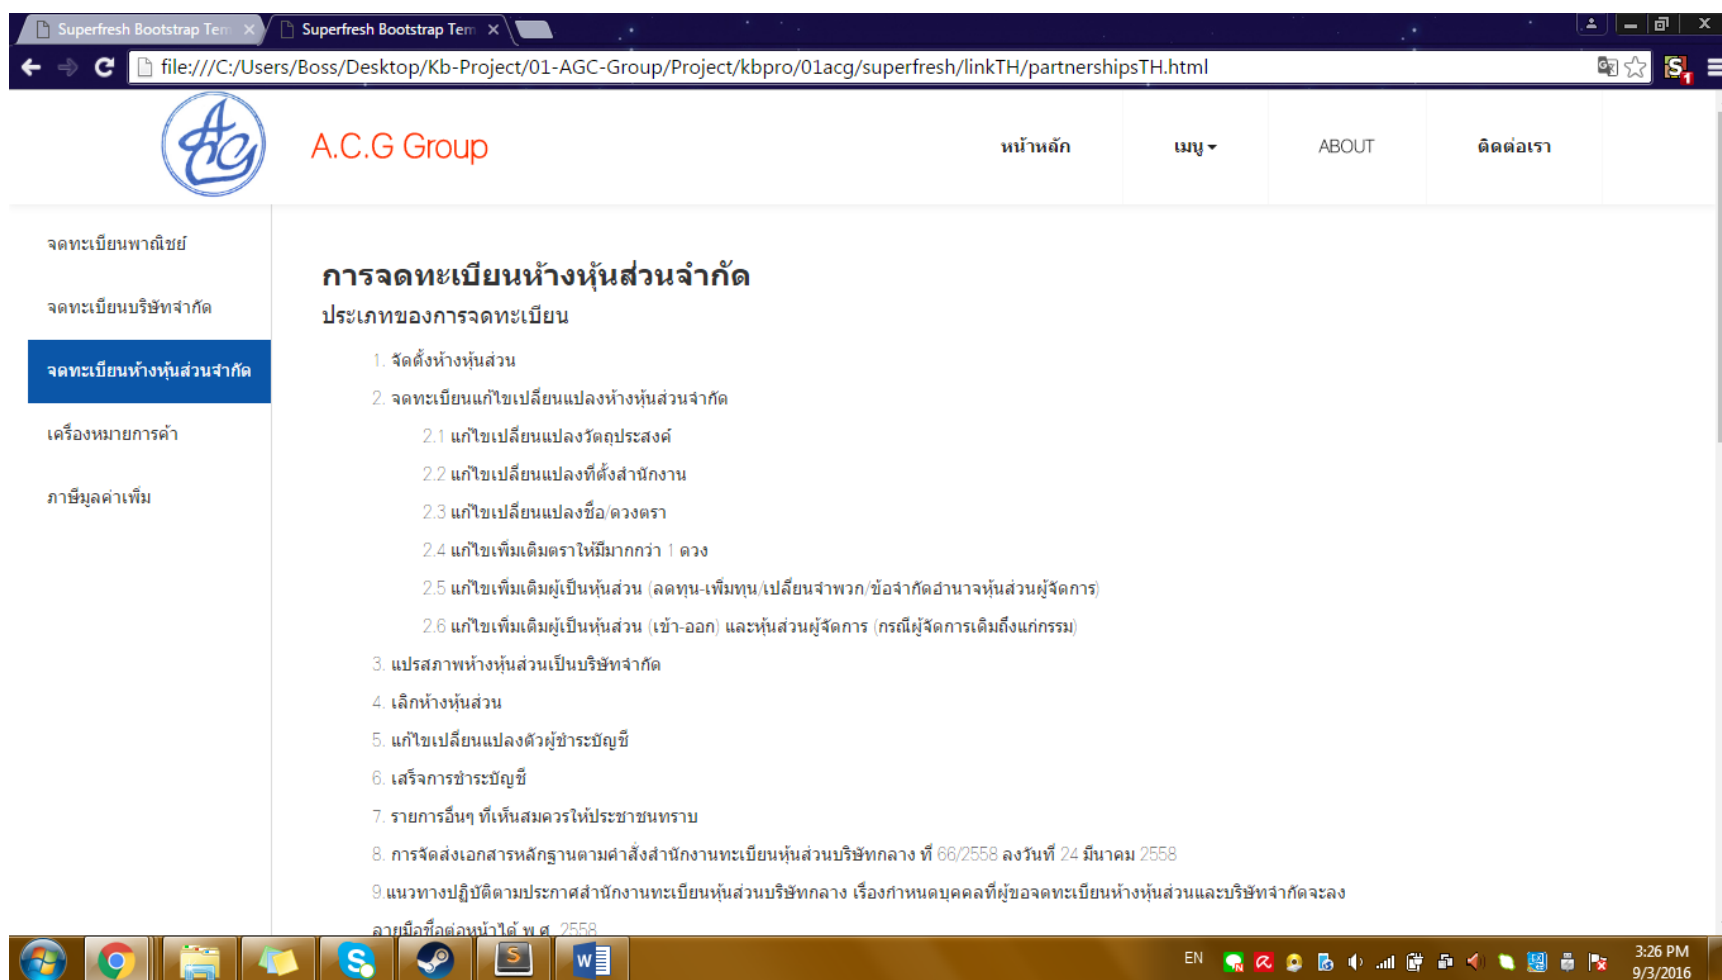 Superfresh Bootstrap Tem
Superfresh Bootstrap Tem
file:///C:/Users/Boss/Desktop/Kb-Project/01-AGC-Group/Project/kbpro/01acg/superfresh/linkTH/partnershipsTH.html
ACG
A.C.G Group
หน้าหลัก
เมนู
ABOUT
ติดต่อเรา
จดทะเบียนพาณิชย์
จดทะเบียนบริษัทจำกัด
จดทะเบียนห้างหุ้นส่วนจำกัด
เครื่องหมายการค้า
ภาษีมูลค่าเพิ่ม
การจดทะเบียนห้างหุ้นส่วนจำกัด
ประเภทของการจดทะเบียน
1. จัดตั้งห้างหุ้นส่วน
2. จดทะเบียนแก้ไขเปลี่ยนแปลงห้างหุ้นส่วนจำกัด
2.1 แก้ไขเปลี่ยนแปลงวัตถุประสงค์
2.2 แก้ไขเปลี่ยนแปลงที่ตั้งสำนักงาน
2.3 แก้ไขเปลี่ยนแปลงชื่อ/ดวงตรา
2.4 แก้ไขเพิ่มเติมตราให้มีมากกว่า 1 ดวง
2.5 แก้ไขเพิ่มเติมผู้เป็นหุ้นส่วน (ลดทุน-เพิ่มทุน/เปลี่ยนจำพวก/ข้อจำกัดอำนาจหุ้นส่วนผู้จัดการ)
2.6 แก้ไขเพิ่มเติมผู้เป็นหุ้นส่วน (เข้า-ออก) และหุ้นส่วนผู้จัดการ (กรณีผู้จัดการเดิมถึงแก่กรรม)
3. แปรสภาพห้างหุ้นส่วนเป็นบริษัทจำกัด
4. เลิกห้างหุ้นส่วน
5. แก้ไขเปลี่ยนแปลงตัวผู้ชำระบัญชี
6. เสร็จการชำระบัญชี
7. รายการอื่นๆ ที่เห็นสมควรให้ประชาชนทราบ
8. การจัดส่งเอกสารหลักฐานตามคำสั่งสำนักงานทะเบียนหุ้นส่วนบริษัทกลาง ที่ 66/2558 ลงวันที่ 24 มีนาคม 2558
9.แนวทางปฏิบัติตามประกาศสำนักงานทะเบียนหุ้นส่วนบริษัทกลาง เรื่องกำหนดบุคคลที่ผู้ขอจดทะเบียนห้างหุ้นส่วนและบริษัทจำกัดจะลง
ลายมือชื่อต่อหน้าได้ พ.ศ. 2558
EN
3:26 PM
9/3/2016